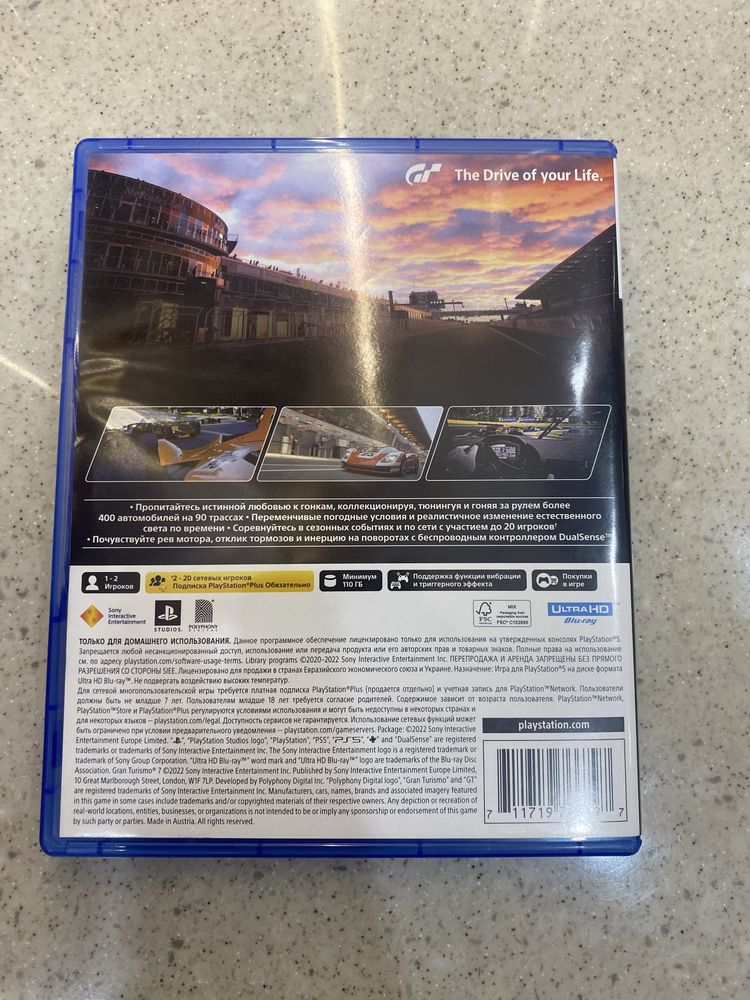 GT The Drive of your Life.
• Пропитайтесь истинной любовью к гонкам, коллекционируя, тюнингуя и гоняя за рулем более
400 автомобилей на 90 трассах • Переменчивые погодные условия и реалистичное изменение естественного
света по времени • Соревнуйтесь в сезонных событиях и по сети с участием до 20 игроков†
• Почувствуйте рев мотора, отклик тормозов и инерцию на поворотах с беспроводным контроллером DualSense™
1 - 2
Игроков
†2 - 20 сетевых игроков
Подписка PlayStation®Plus Обязательно
Минимум
110 ГБ
Поддержка функции вибрации
и триггерного эффекта
Покупки
в игре
Sony
Interactive
Entertainment
PlayStation
STUDIOS
POLYPHONY
DIGITAL
FSC
www.fsc.org
MIX
Packaging from
responsible sources
FSC® C102895
ULTRA HD
Blu-ray
ТОЛЬКО ДЛЯ ДОМАШНЕГО ИСПОЛЬЗОВАНИЯ. Данное программное обеспечение лицензировано только для использования на утвержденных консолях PlayStation®5.
Запрещается любой несанкционированный доступ, использование или передача продукта или его авторских прав и товарных знаков. Полные права на использование
см. по адресу playstation.com/software-usage-terms. Library programs ©2020-2022 Sony Interactive Entertainment Inc. ПЕРЕПРОДАЖА И АРЕНДА ЗАПРЕЩЕНЫ БЕЗ ПРЯМОГО
РАЗРЕШЕНИЯ СО СТОРОНЫ SIEE. Лицензировано для продажи в странах Евразийского экономического союза и Украине. Назначение: Игра для PlayStation®5 на диске формата
Ultra HD Blu-ray™. Не подвергать воздействию высоких температур.
Для сетевой многопользовательской игры требуется платная подписка PlayStation®Plus (продается отдельно) и учетная запись для PlayStation™Network. Пользователи
должны быть не младше 7 лет. Пользователям младше 18 лет требуется согласие родителей. Содержимое зависит от возраста пользователя. PlayStation™Network,
PlayStation™Store и PlayStation®Plus регулируются условиями использования и могут быть недоступны в некоторых странах и
для некоторых языков — playstation.com/legal. Доступность сервисов не гарантируется. Использование сетевых функций может
быть ограничено при условии предварительного уведомления — playstation.com/gameservers. Package: ©2022 Sony Interactive
Entertainment Europe Limited. "PlayStation Studios logo", "PlayStation", "PS5", "PS5", and "DualSense" are registered
trademarks or trademarks of Sony Interactive Entertainment Inc. The Sony Interactive Entertainment logo is a registered trademark or
trademark of Sony Group Corporation. "Ultra HD Blu-ray™" word mark and "Ultra HD Blu-ray™" logo are trademarks of the Blu-ray Disc
Association. Gran Turismo® 7 ©2022 Sony Interactive Entertainment Inc. Published by Sony Interactive Entertainment Europe Limited,
10 Great Marlborough Street, London, W1F 7LP. Developed by Polyphony Digital Inc. "Polyphony Digital logo", "Gran Turismo" and "GT"
are registered trademarks of Sony Interactive Entertainment Inc. Manufacturers, cars, names, brands and associated imagery featured
in this game in some cases include trademarks and/or copyrighted materials of their respective owners. Any depiction or recreation of
real-world locations, entities, businesses, or organizations is not intended to be or imply any sponsorship or endorsement of this game
by such party or parties. Made in Austria. All rights reserved.
playstation.com
7 11719 7